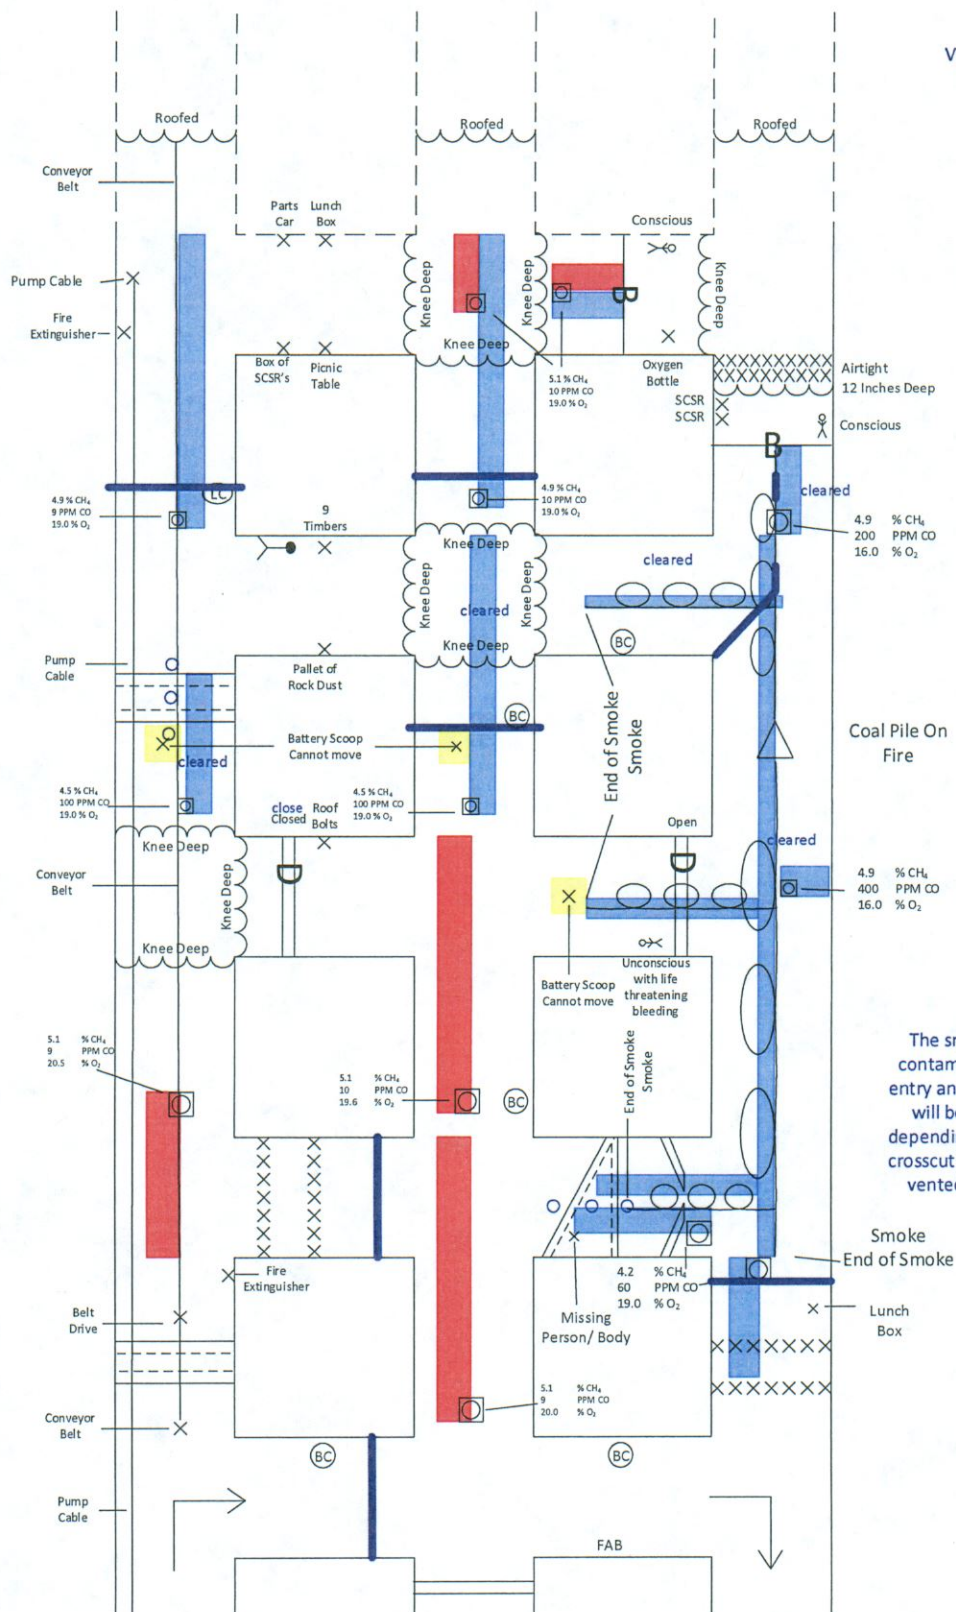 V
Roofed
Roofed
Roofed
Conveyor
Belt
Parts
Car
Lunch
Box
Conscious
Pump Cable
Fire
Extinguisher
Knee Deep
Knee Deep
Knee Deep
Knee Deep
B
Box of
SCSR's
Picnic
Table
5.1 % CH₄
10 PPM CO
19.0 % O₂
Oxygen
Bottle
SCSR
SCSR
Airtight
12 Inches Deep
Conscious
B
LC
4.9 % CH₄
9 PPM CO
19.0 % O₂
4.9 % CH₄
10 PPM CO
19.0 % O₂
cleared
4.9 % CH₄
200 PPM CO
16.0 % O₂
9
Timbers
Knee Deep
Knee Deep
Knee Deep
cleared
Knee Deep
cleared
BC
Pump
Cable
Pallet of
Rock Dust
End of Smoke
Smoke
BC
Battery Scoop
Cannot move
cleared
Coal Pile On
Fire
4.5 % CH₄
100 PPM CO
19.0 % O₂
close
Closed
Roof
Bolts
4.5 % CH₄
100 PPM CO
19.0 % O₂
Open
cleared
Knee Deep
Knee Deep
Knee Deep
Conveyor
Belt
D
D
4.9 % CH₄
400 PPM CO
16.0 % O₂
Battery Scoop
Cannot move
Unconscious
with life
threatening
bleeding
End of Smoke
Smoke
5.1 % CH₄
9 PPM CO
20.5 % O₂
5.1 % CH₄
10 PPM CO
19.6 % O₂
BC
The sm
contam
entry an
will be
dependi
crosscut
vente
Fire
Extinguisher
4.2 % CH₄
60 PPM CO
19.0 % O₂
Smoke
End of Smoke
Belt
Drive
Missing
Person/ Body
Lunch
Box
5.1 % CH₄
9 PPM CO
20.0 % O₂
Conveyor
Belt
BC
BC
Pump
Cable
FAB